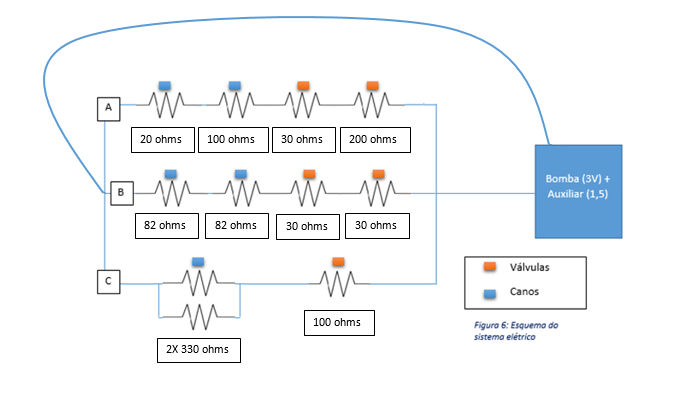 A
20 ohms
100 ohms
30 ohms
200 ohms
B
82 ohms
82 ohms
30 ohms
30 ohms
Bomba (3V) +
Auxiliar (1,5)
C
100 ohms
2X 330 ohms
Válvulas
Canos
Figura 6: Esquema do
sistema elétrico